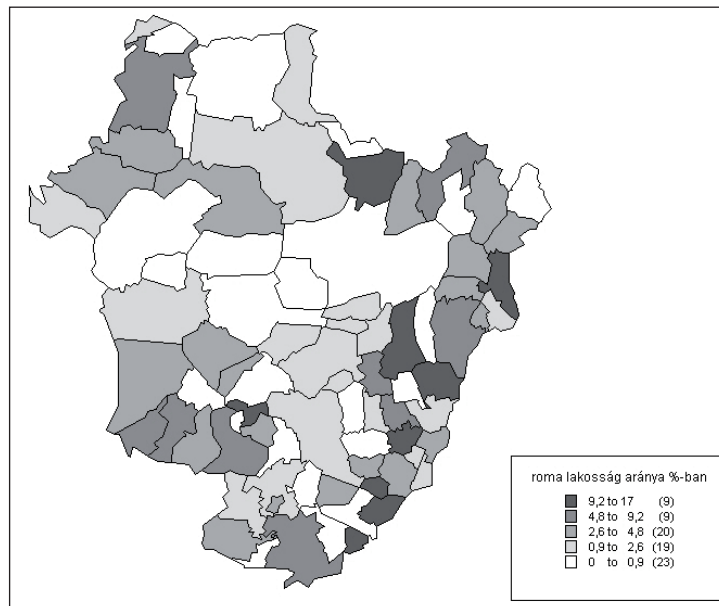 roma lakosság aránya %-ban
9,2 to 17 (9)
4,8 to 9,2 (9)
2,6 to 4,8 (20)
0,9 to 2,6 (19)
0 to 0,9 (23)